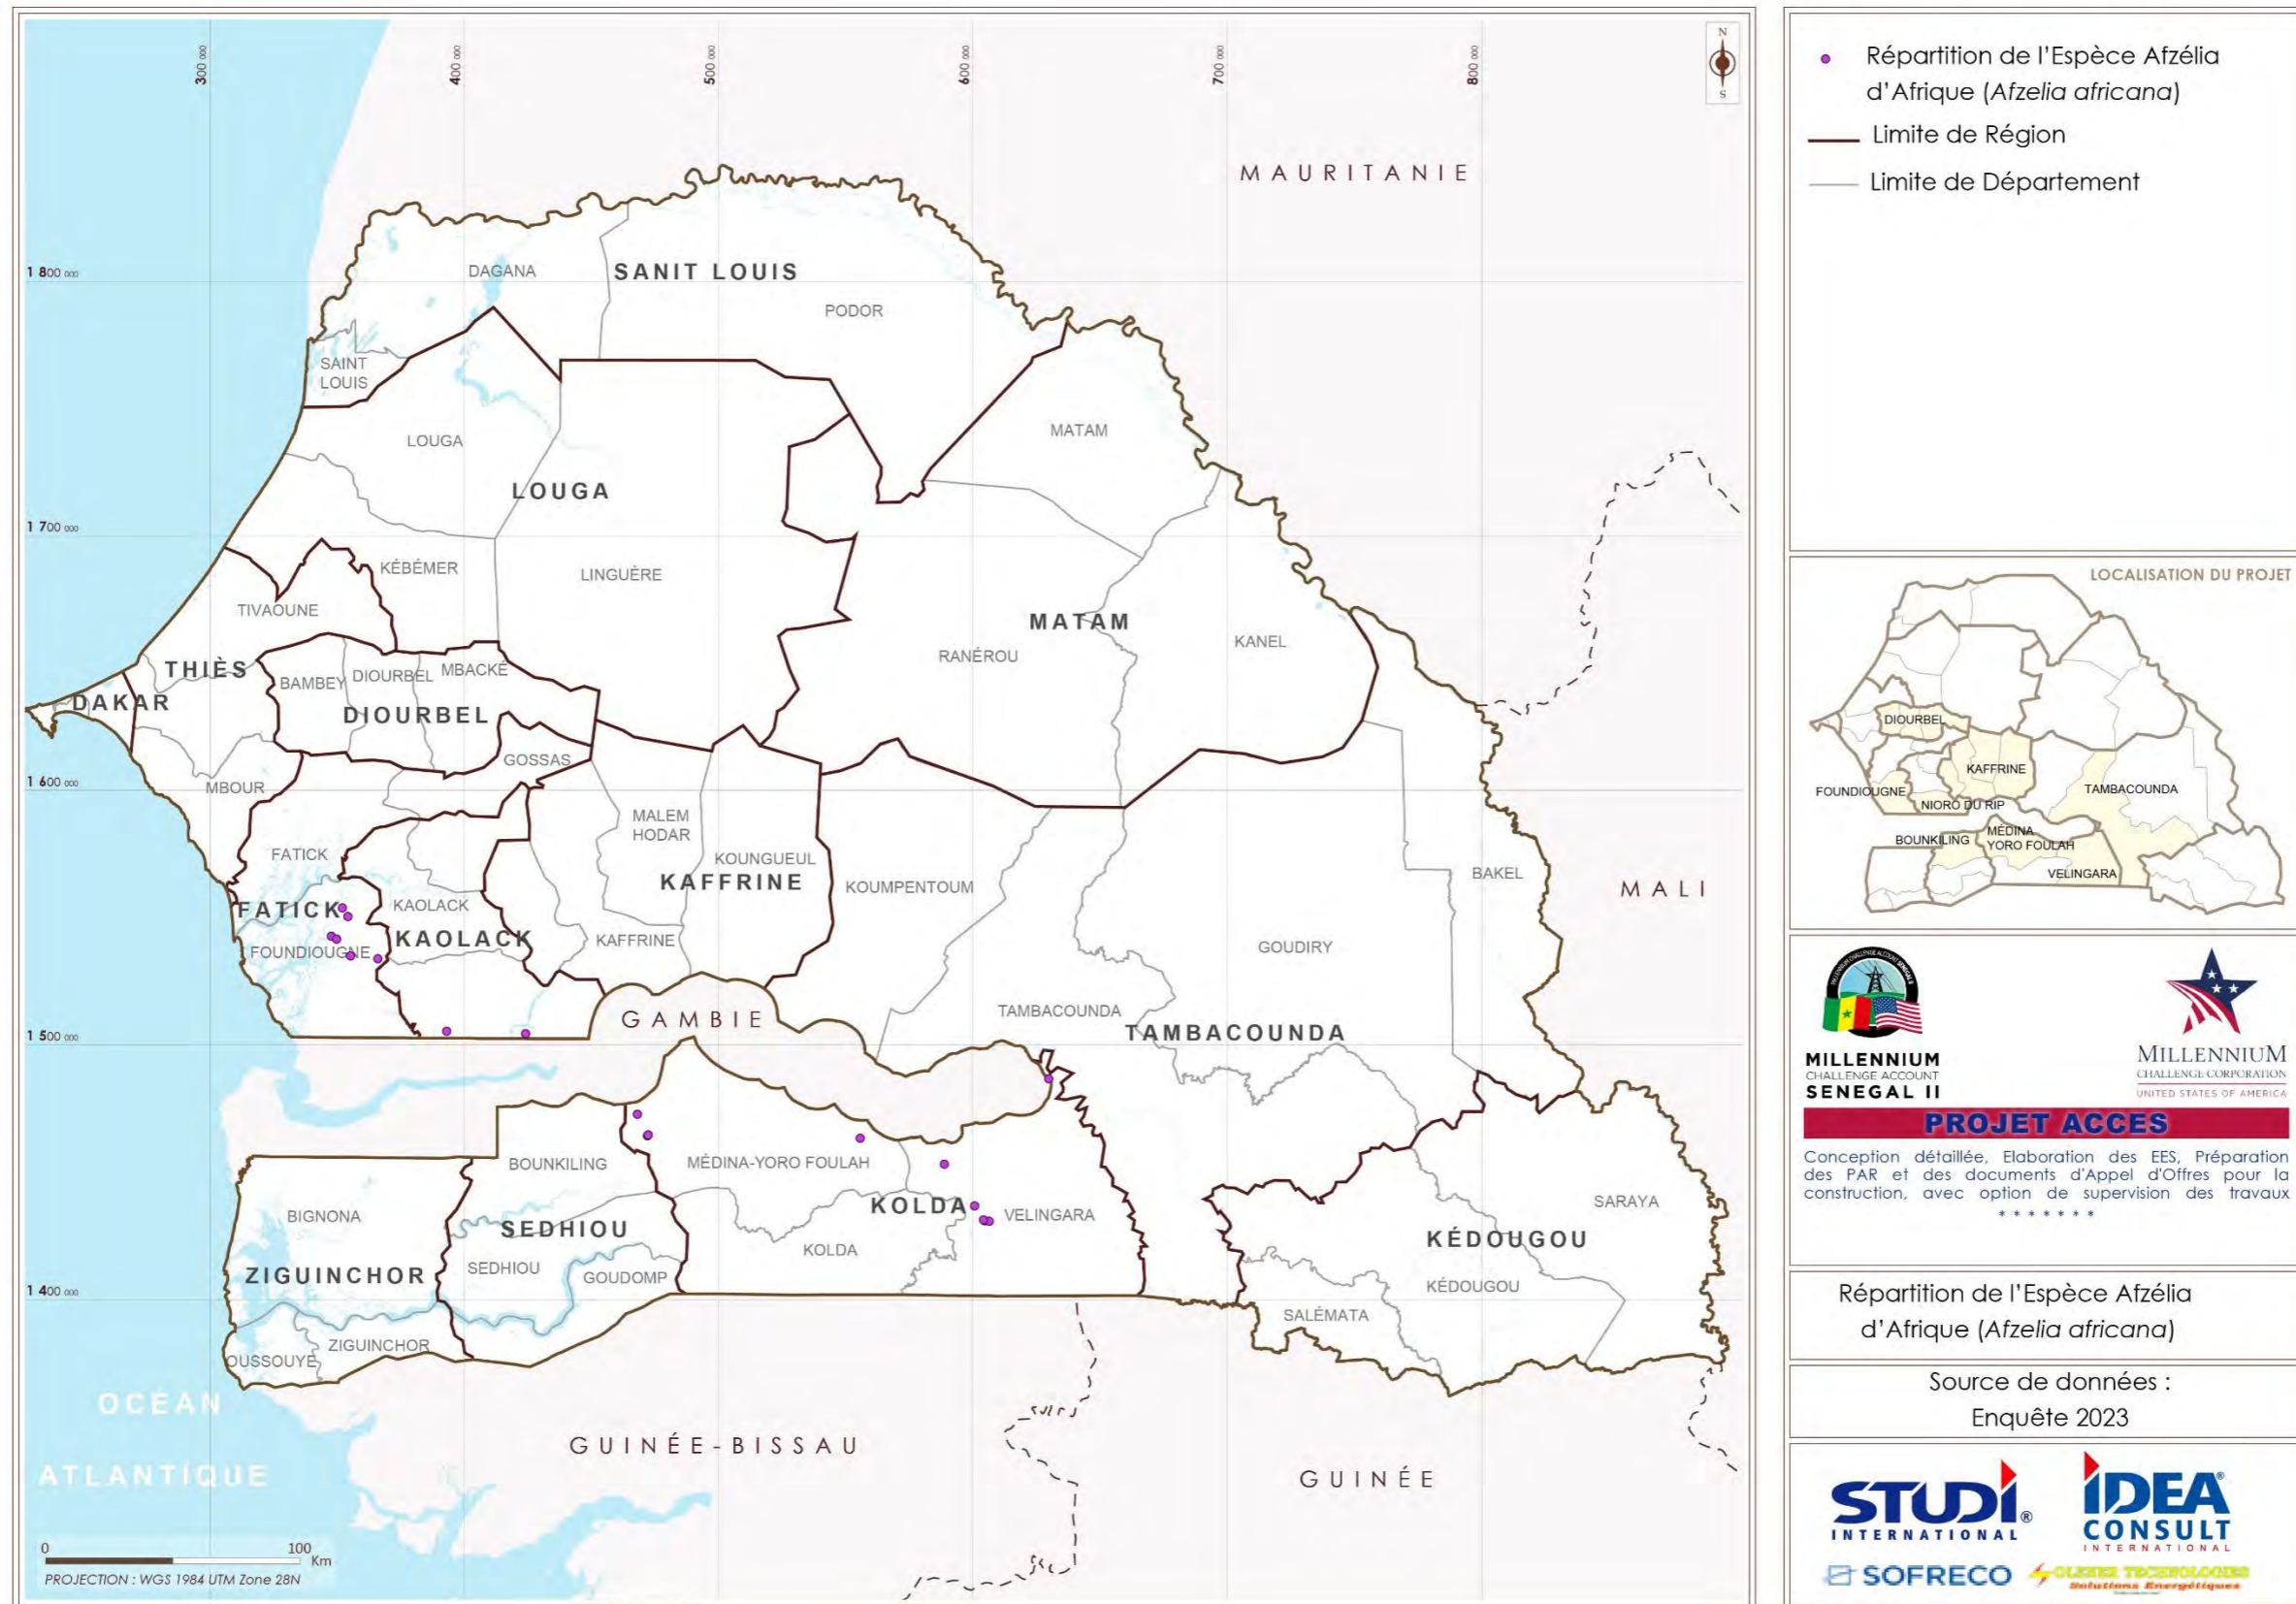 300 000
400 000
500 000
600 000
700 000
800 000
N
S
MAURITANIE
1 800 000
DAGANA
SANIT LOUIS
PODOR
SAINT
LOUIS
MATAM
LOUGA
LOUGA
1 700 000
KÉBÉMER
LINGUÈRE
TIVAOUNE
MATAM
KANEL
RANÉROU
THIÈS
BAMBEY
DIOURBEL
MBACKÉ
DAKAR
DIOURBEL
GOSSAS
1 600 000
MBOUR
MALEM
HODAR
FATICK
KOUNGUEUL
KAFFRINE
KOUMPENTOUM
BAKEL
MALI
FATICK
KAOLACK
KAOLACK
KAFFRINE
GOUDIRY
FOUNDIOUGNE
GAMBIE
TAMBACOUNDA
TAMBACOUNDA
1 500 000
BOUNKILING
MÉDINA-YORO FOULAH
BIGNONA
SEDHIOU
KOLDA
VELINGARA
SARAYA
KOLDA
KÉDOUGOU
ZIGUINCHOR
SEDHIOU
GOUDOMP
1 400 000
KÉDOUGOU
SALÉMATA
ZIGUINCHOR
OUSSOUYE
OCÉAN
ATLANTIQUE
GUINÉE-BISSAU
GUINÉE
0 100
Km
PROJECTION : WGS 1984 UTM Zone 28N
Répartition de l'Espèce Afzélia
d'Afrique (Afzelia africana)
Limite de Région
Limite de Département
LOCALISATION DU PROJET
DIOURBEL
KAFFRINE
FOUNDIOUGNE
NIORO DU RIP
TAMBACOUNDA
BOUNKILING
MÉDINA
YORO FOULAH
VELINGARA
MILLENNIUM CHALLENGE ACCOUNT SENEGAL II
MILLENNIUM
CHALLENGE ACCOUNT
SENEGAL II
MILLENNIUM
CHALLENGE CORPORATION
UNITED STATES OF AMERICA
PROJET ACCES
Conception détaillée, Elaboration des EES, Préparation
des PAR et des documents d'Appel d'Offres pour la
construction, avec option de supervision des travaux
* * * * * * *
Répartition de l'Espèce Afzélia
d'Afrique (Afzelia africana)
Source de données :
Enquête 2023
STUDI®
INTERNATIONAL
IDEA®
CONSULT
INTERNATIONAL
SOFRECO
OLENER TECHNOLOGIES
Solutions Energétiques